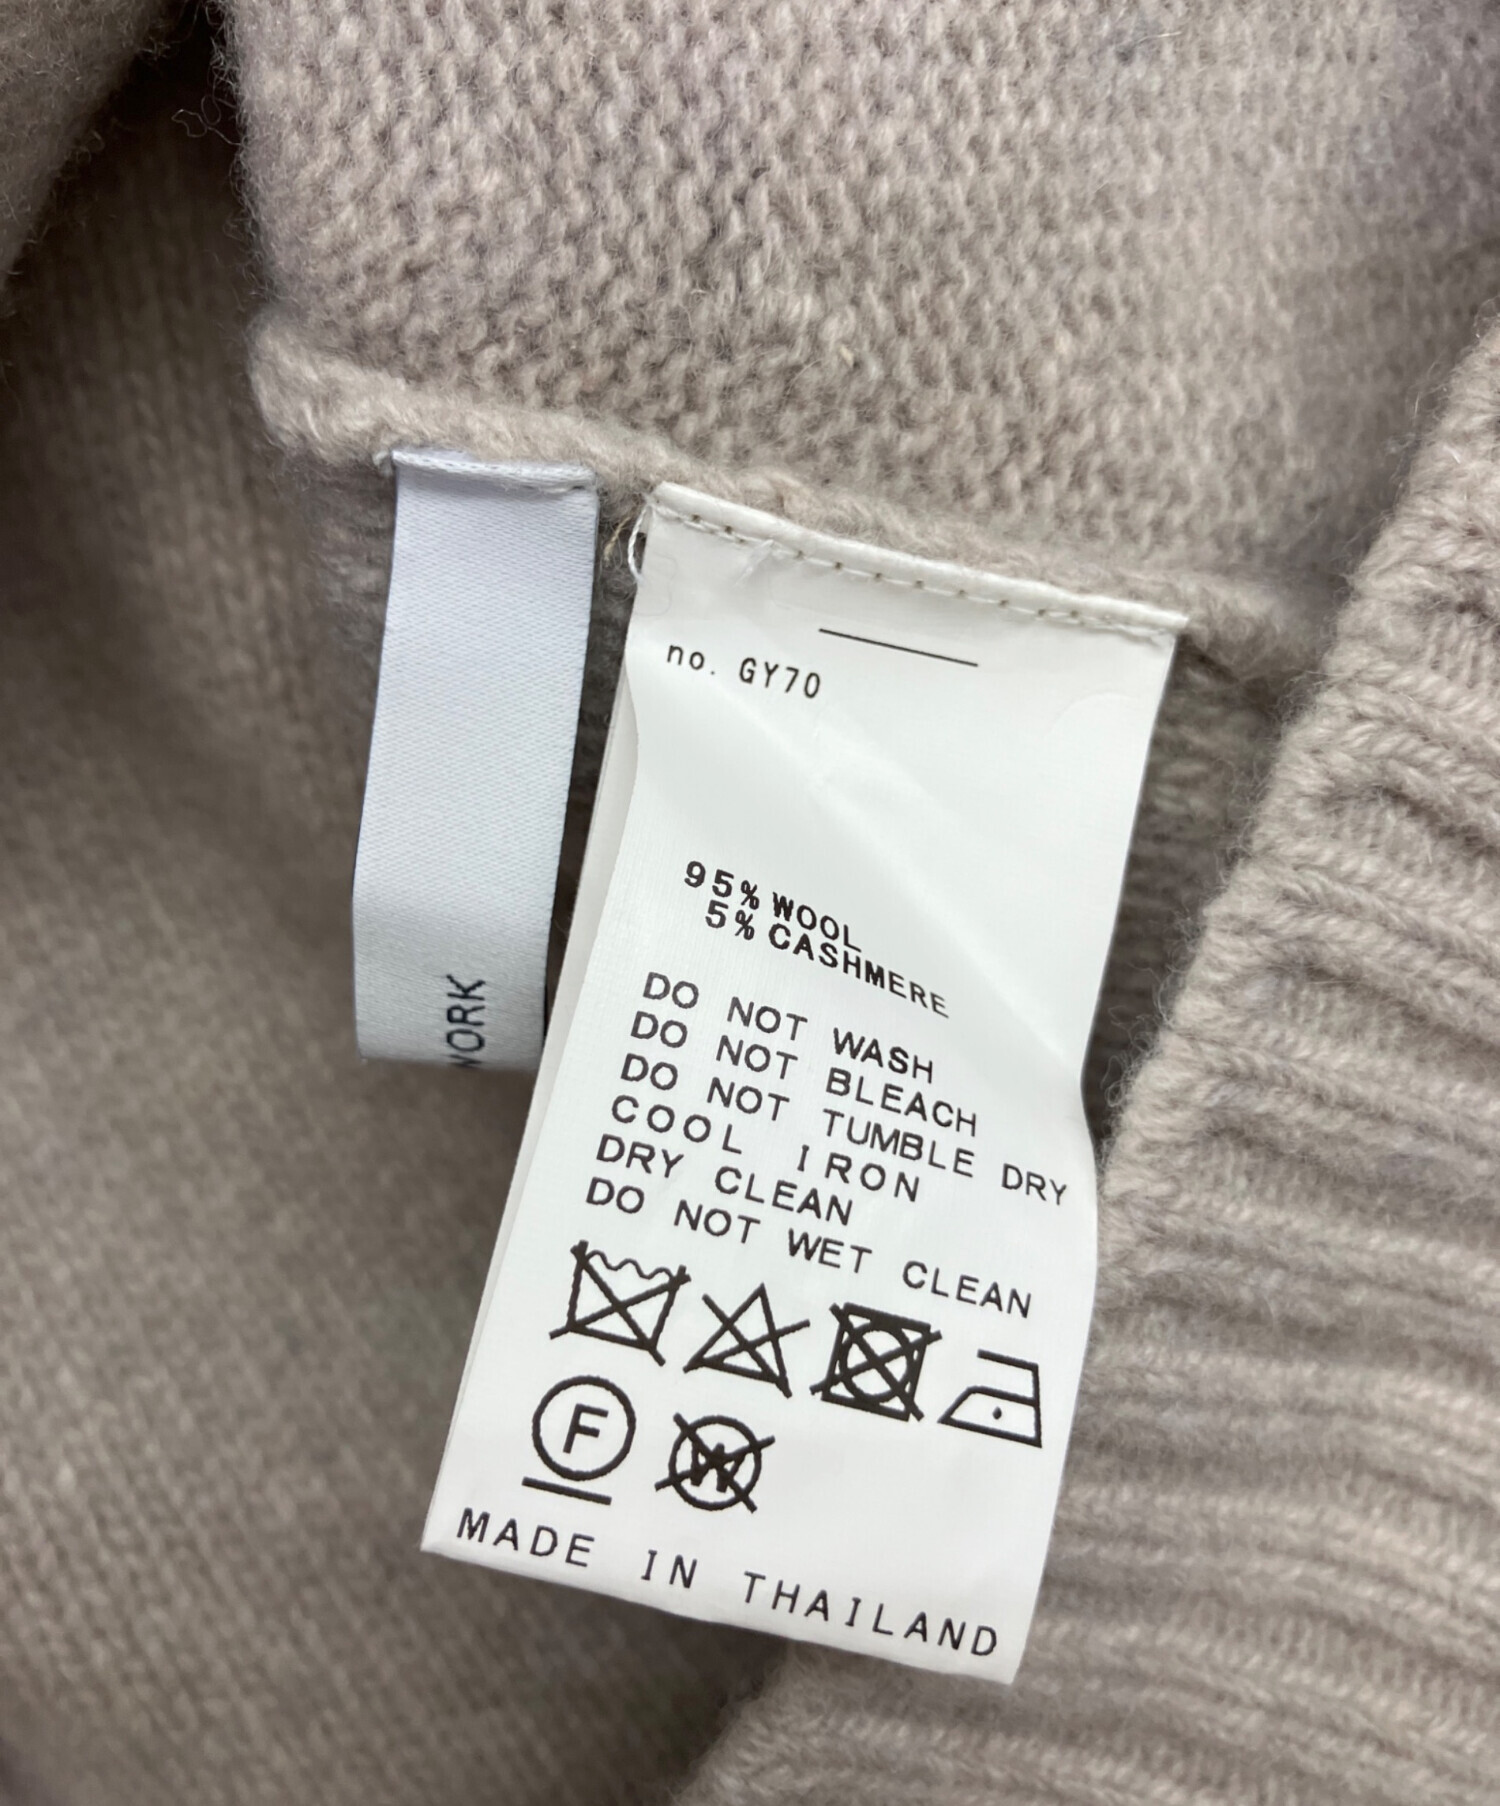 no. GY70
95% WOOL
5% CASHMERE
DO NOT WASH
DO NOT BLEACH
DO NOT TUMBLE DRY
COOL IRON
DRY CLEAN
DO NOT WET CLEAN
F
W
MADE IN THAILAND